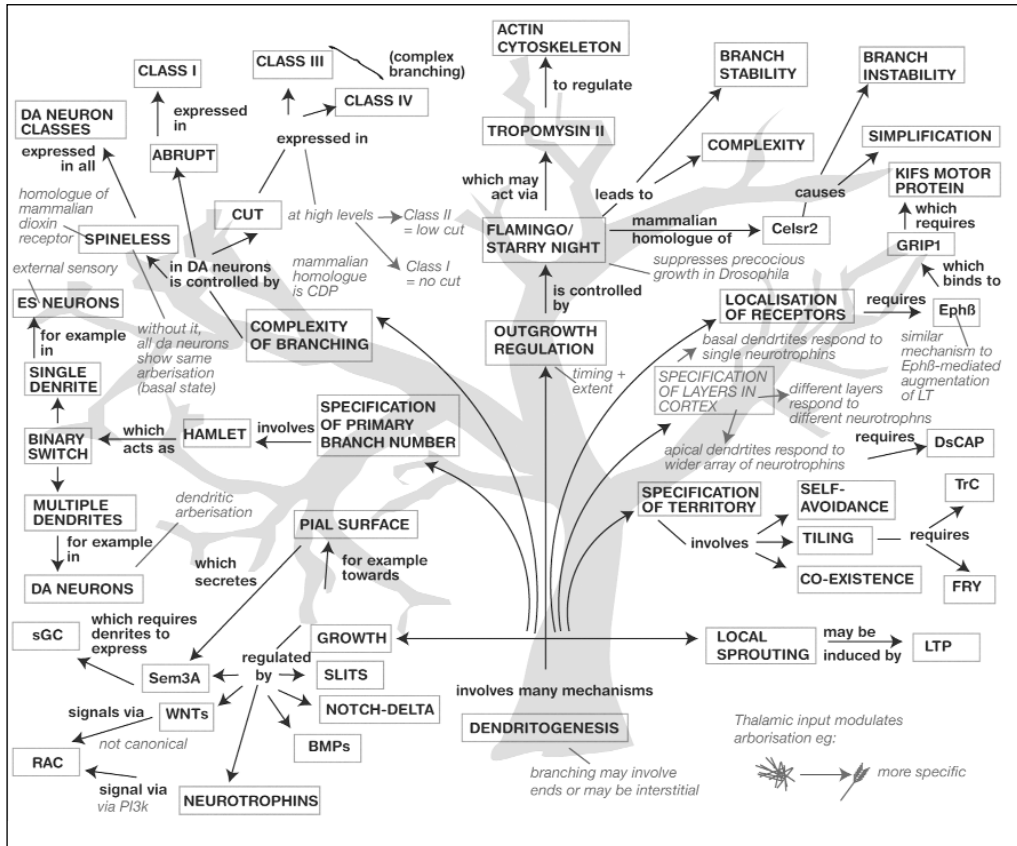 ACTIN
CYTOSKELETON
to regulate
TROPOMYSIN II
which may
act via
FLAMINGO/
STARRY NIGHT
leads to
BRANCH
STABILITY
COMPLEXITY
mammalian
homologue of
Celsr2
causes
BRANCH
INSTABILITY
SIMPLIFICATION
suppresses precocious
growth in Drosophila
is controlled
by
OUTGROWTH
REGULATION
timing +
extent
CLASS I
CLASS III
(complex
branching)
CLASS IV
DA NEURON
CLASSES
expressed
in
expressed in
expressed
in all
ABRUPT
CUT
at high levels
Class II
= low cut
Class I
= no cut
mammalian
homologue
is CDP
homologue of
mammalian
dioxin
receptor
SPINELESS
in DA neurons
is controlled by
COMPLEXITY
OF BRANCHING
without it,
all da neurons
show same
arberisation
(basal state)
external sensory
ES NEURONS
for example
in
SINGLE
DENRITE
BINARY
SWITCH
which
acts as
HAMLET
involves
SPECIFICATION
OF PRIMARY
BRANCH NUMBER
MULTIPLE
DENDRITES
for example
in
DA NEURONS
dendritic
arberisation
KIFS MOTOR
PROTEIN
which
requires
GRIP1
which
binds to
Ephß
LOCALISATION
OF RECEPTORS
requires
similar
mechanism to
Ephß-mediated
augmentation
of LT
basal dendrtites respond to
single neurotrophins
SPECIFICATION
OF LAYERS IN
CORTEX
different layers
respond to
different neurotrophns
apical dendrtites respond to
wider array of neurotrophins
requires
DsCAP
SPECIFICATION
OF TERRITORY
involves
SELF-
AVOIDANCE
TILING
CO-EXISTENCE
requires
TrC
FRY
PIAL SURFACE
for example
towards
which
secretes
GROWTH
regulated
by
SLITS
NOTCH-DELTA
BMPs
NEUROTROPHINS
WNTs
Sem3A
which requires
denrites to
express
sGC
signals via
not canonical
RAC
signal via
via PI3k
LOCAL
SPROUTING
may be
induced by
LTP
involves many mechanisms
DENDRITOGENESIS
branching may involve
ends or may be interstitial
Thalamic input modulates
arborisation eg:
more specific